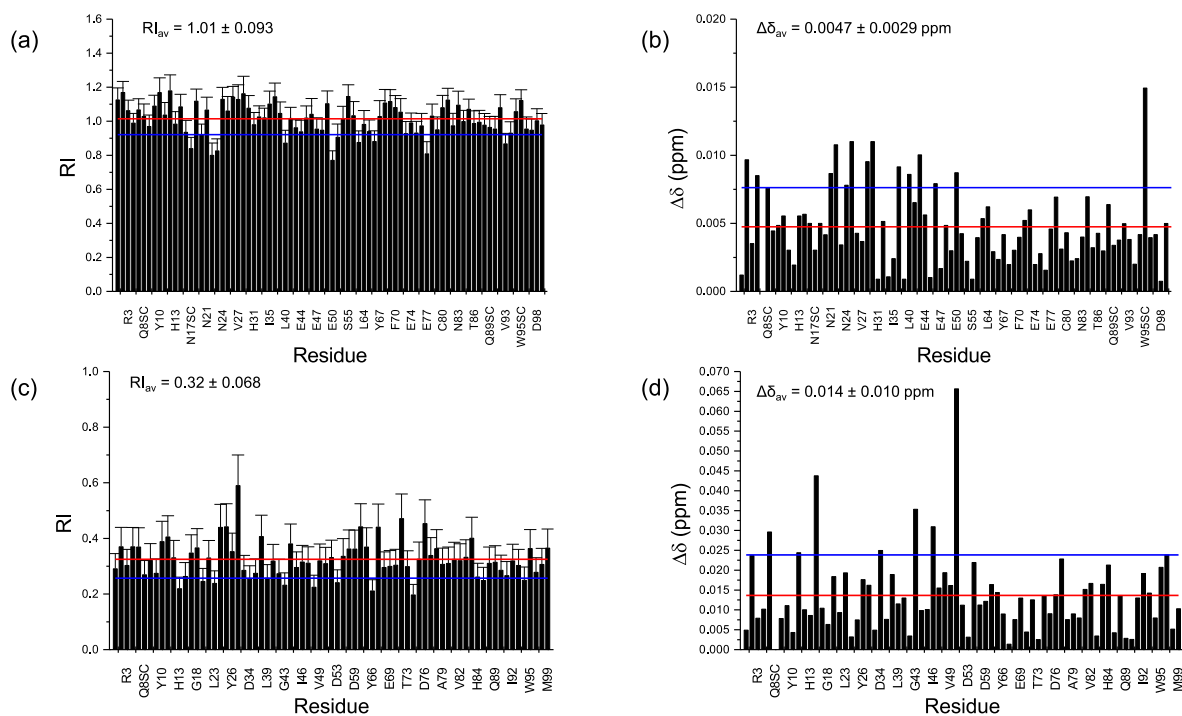 (a)
RIav = 1.01 ± 0.093
1.6
1.4
1.2
1.0
0.8
0.6
0.4
0.2
0.0
RI
R3 Q8SC Y10 H13 N17SC N21 N24 V27 H31 I35 L40 E44 E47 E50 S55 L64 Y67 F70 E74 E77 C80 N83 T86 Q89SC V93 W95SC D98
Residue
(b)
Δδav = 0.0047 ± 0.0029 ppm
0.020
0.015
0.010
0.005
0.000
Δδ (ppm)
R3 Q8SC Y10 H13 N17SC N21 N24 V27 H31 I35 L40 E44 E47 E50 S55 L64 Y67 F70 E74 E77 C80 N83 T86 Q89SC V93 W95SC D98
Residue
(c)
RIav = 0.32 ± 0.068
1.0
0.8
0.6
0.4
0.2
0.0
RI
R3 Q8SC Y10 H13 G18 L23 Y26 D34 L39 G43 I46 V49 D53 D59 Y66 E69 T73 D76 A79 V82 H84 Q89 I92 W95 M99
Residue
(d)
Δδav = 0.014 ± 0.010 ppm
0.070
0.065
0.060
0.055
0.050
0.045
0.040
0.035
0.030
0.025
0.020
0.015
0.010
0.005
0.000
Δδ (ppm)
R3 Q8SC Y10 H13 G18 L23 Y26 D34 L39 G43 I46 V49 D53 D59 Y66 E69 T73 D76 A79 V82 H84 Q89 I92 W95 M99
Residue